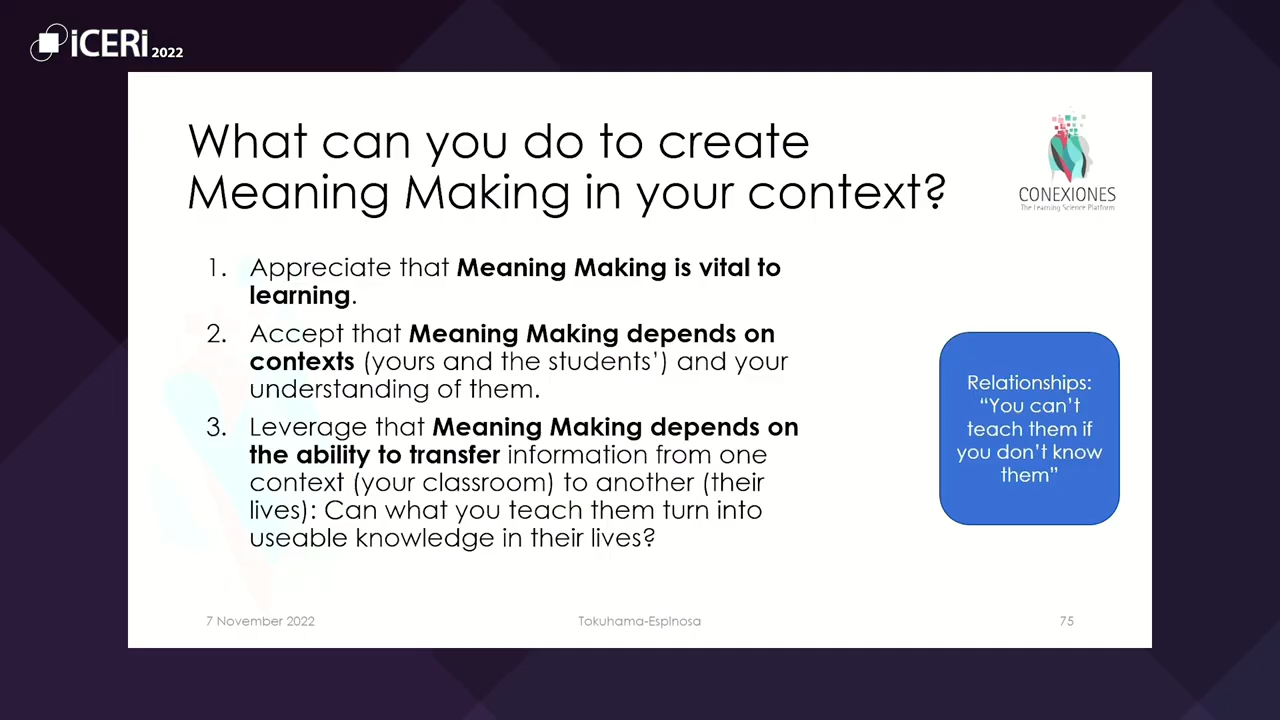 iCERi 2022
What can you do to create
Meaning Making in your context?
CONEXIONES
The Learning Science Platform
1. Appreciate that Meaning Making is vital to
learning.
2. Accept that Meaning Making depends on
contexts (yours and the students’) and your
understanding of them.
3. Leverage that Meaning Making depends on
the ability to transfer information from one
context (your classroom) to another (their
lives): Can what you teach them turn into
useable knowledge in their lives?
Relationships:
“You can’t
teach them if
you don’t know
them”
7 November 2022
Tokuhama-Espinosa
75